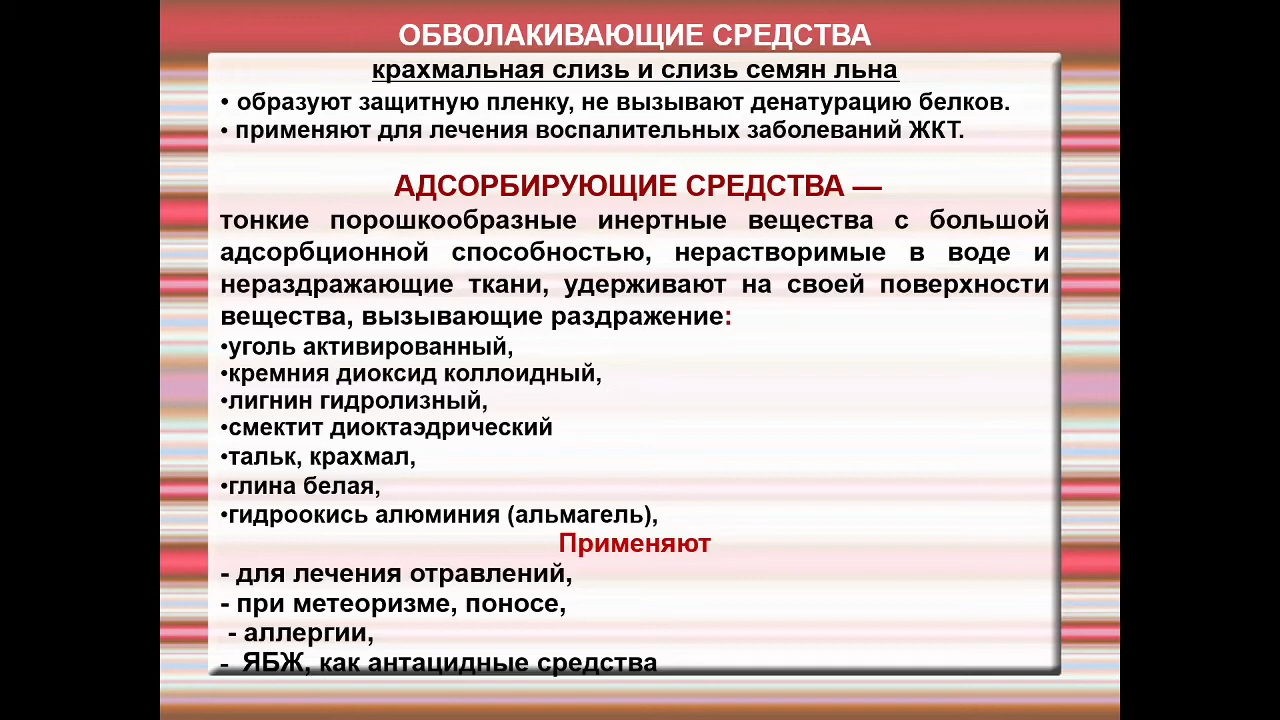 ОБВОЛАКИВАЮЩИЕ СРЕДСТВА
крахмальная слизь и слизь семян льна
• образуют защитную пленку, не вызывают денатурацию белков.
• применяют для лечения воспалительных заболеваний ЖКТ.
АДСОРБИРУЮЩИЕ СРЕДСТВА —
тонкие порошкообразные инертные вещества с большой
адсорбционной способностью, нерастворимые в воде и
нераздражающие ткани, удерживают на своей поверхности
вещества, вызывающие раздражение:
•уголь активированный,
•кремния диоксид коллоидный,
•лигнин гидролизный,
•смектит диоктаэдрический
•тальк, крахмал,
•глина белая,
•гидроокись алюминия (альмагель),
Применяют
- для лечения отравлений,
- при метеоризме, поносе,
- аллергии,
- ЯБЖ, как антацидные средства